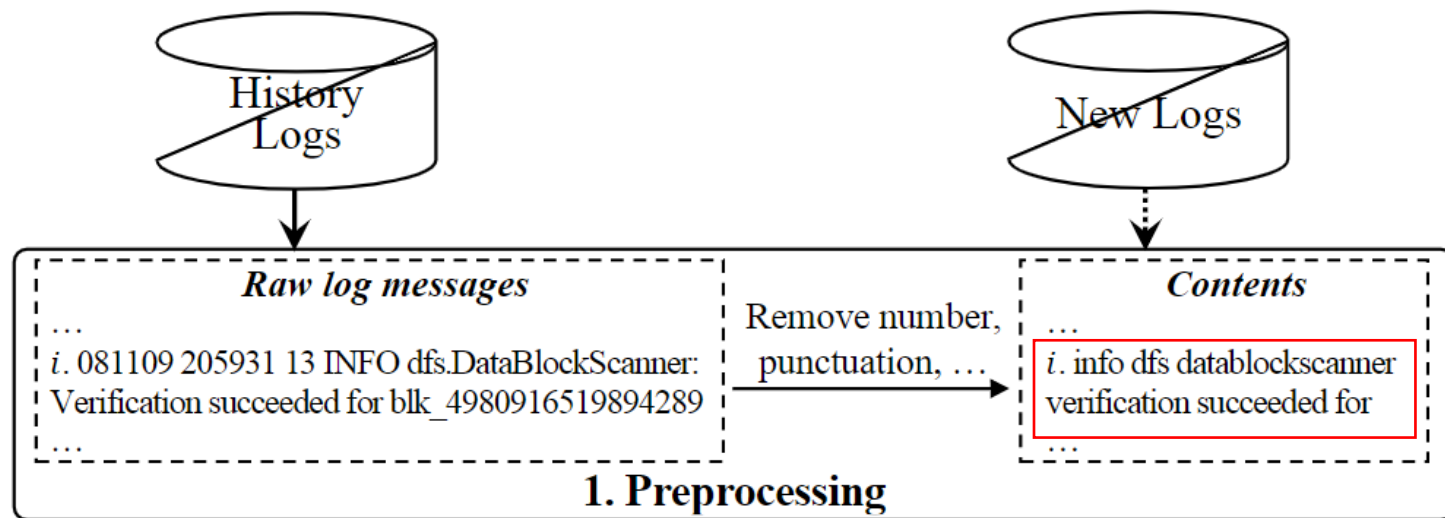 History
Logs
New Logs
Raw log messages
…
i. 081109 205931 13 INFO dfs.DataBlockScanner:
Verification succeeded for blk_4980916519894289
…
Remove number,
punctuation, …
Contents
…
i. info dfs datablockscanner
verification succeeded for
…
1. Preprocessing